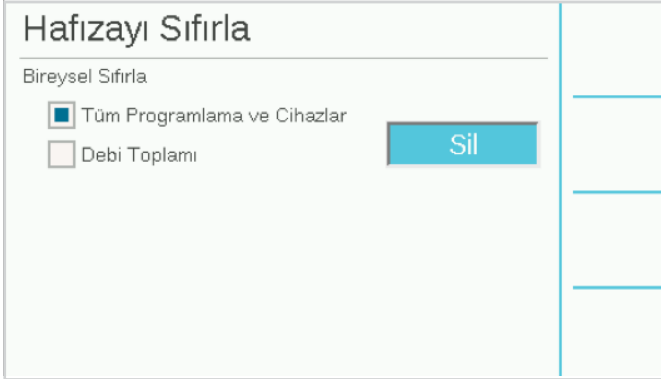 Hafızayı Sıfırla
Bireysel Sıfırla
Tüm Programlama ve Cihazlar
Debi Toplamı
Sil